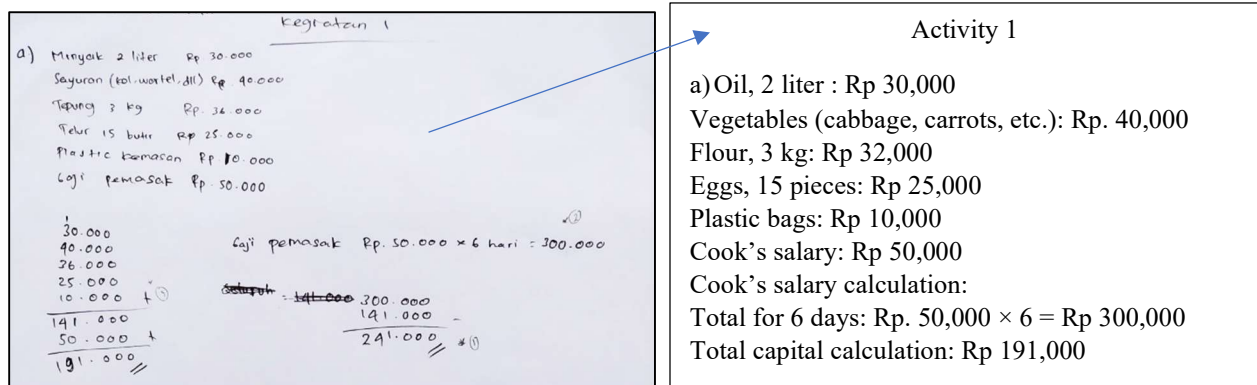 Kegiatan 1
a) Minyak 2 liter Rp 30.000
Sayuran (kol, wortel, dll) Rp 40.000
Tepung 3 kg Rp. 36.000
Telur 15 butir Rp 25.000
Plastic kemasan Rp. 10.000
Gaji pemasak Rp. 50.000
30.000
40.000
36.000
25.000
10.000 +
141.000
50.000 +
191.000
Gaji pemasak Rp. 50.000 × 6 hari = 300.000
= 141.000 300.000
141.000
241.000
Activity 1
a) Oil, 2 liter : Rp 30,000
Vegetables (cabbage, carrots, etc.): Rp. 40,000
Flour, 3 kg: Rp 32,000
Eggs, 15 pieces: Rp 25,000
Plastic bags: Rp 10,000
Cook’s salary: Rp 50,000
Cook’s salary calculation:
Total for 6 days: Rp. 50,000 × 6 = Rp 300,000
Total capital calculation: Rp 191,000